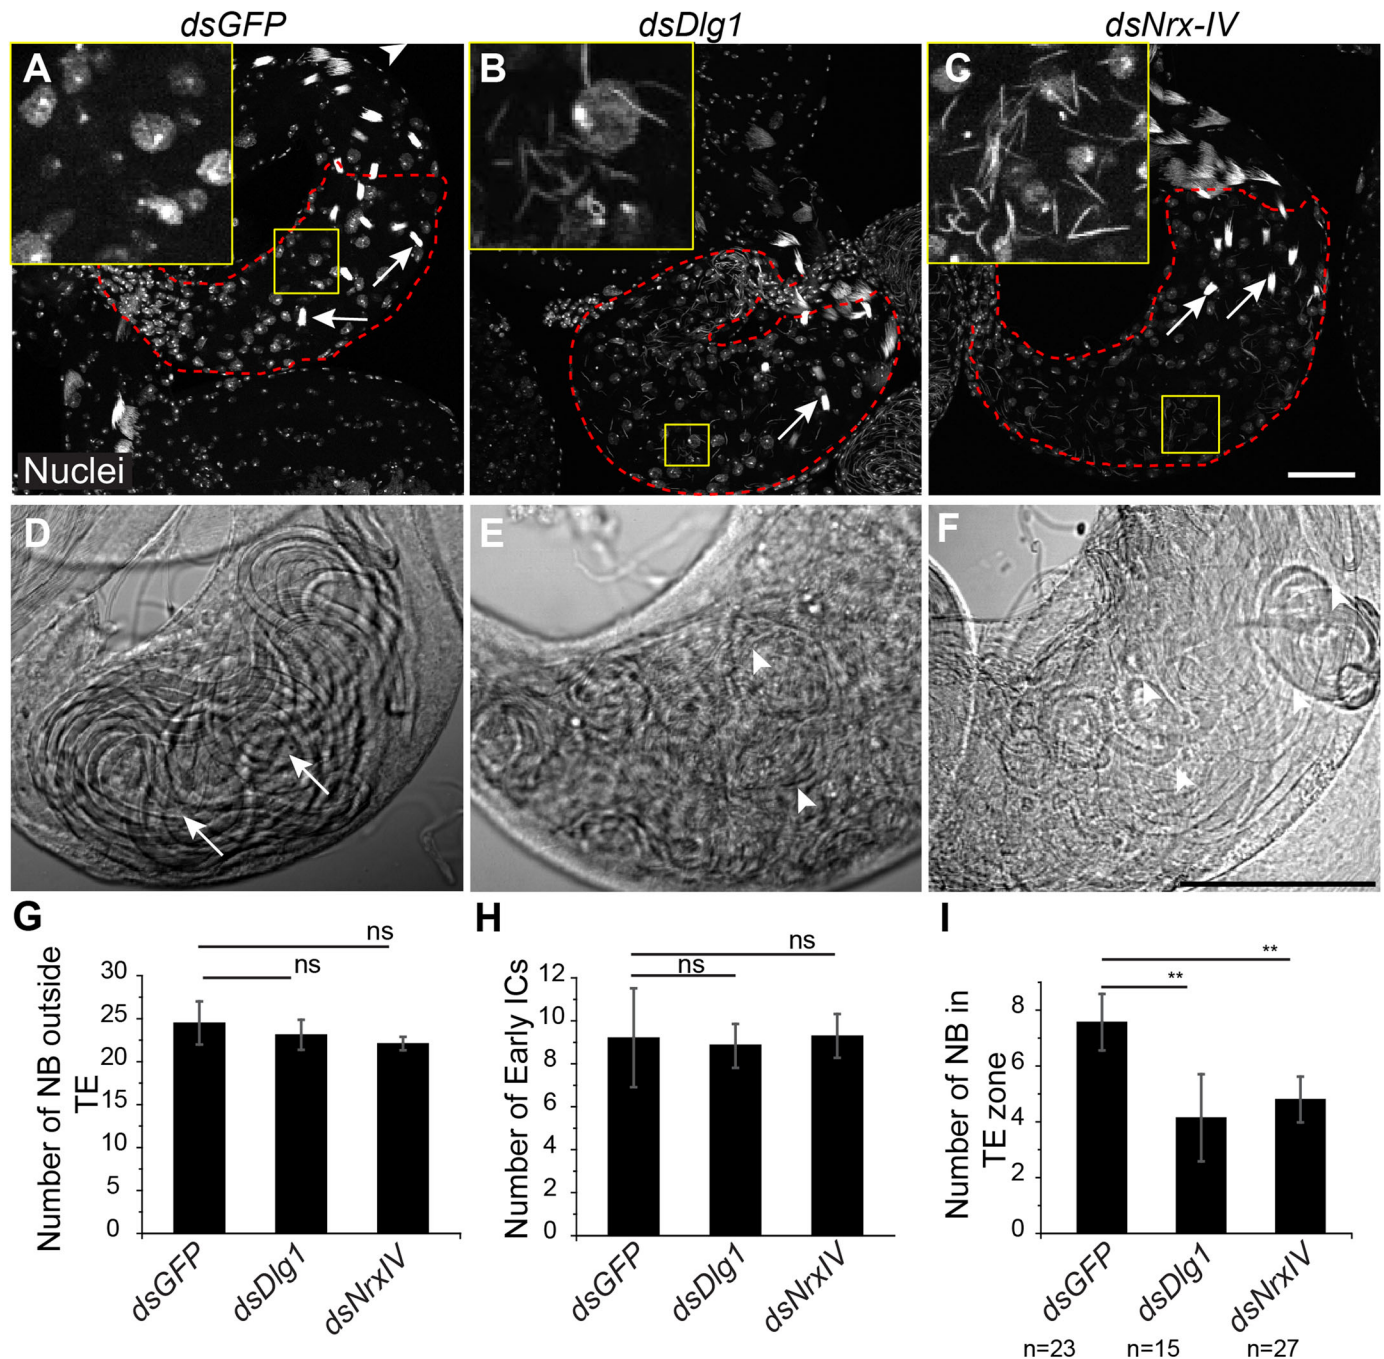 dsGFP dsDlg1 dsNrx-IV
A B C
Nuclei
D E F
G H I
Number of NB outside
TE
30
25
20
15
10
5
0
ns
ns
dsGFP dsDlg1 dsNrxIV
Number of Early ICs
12
10
9
8
6
4
2
0
ns
ns
dsGFP dsDlg1 dsNrxIV
Number of NB in
TE zone
8
6
4
2
0
**
**
dsGFP dsDlg1 dsNrxIV
n=23 n=15 n=27